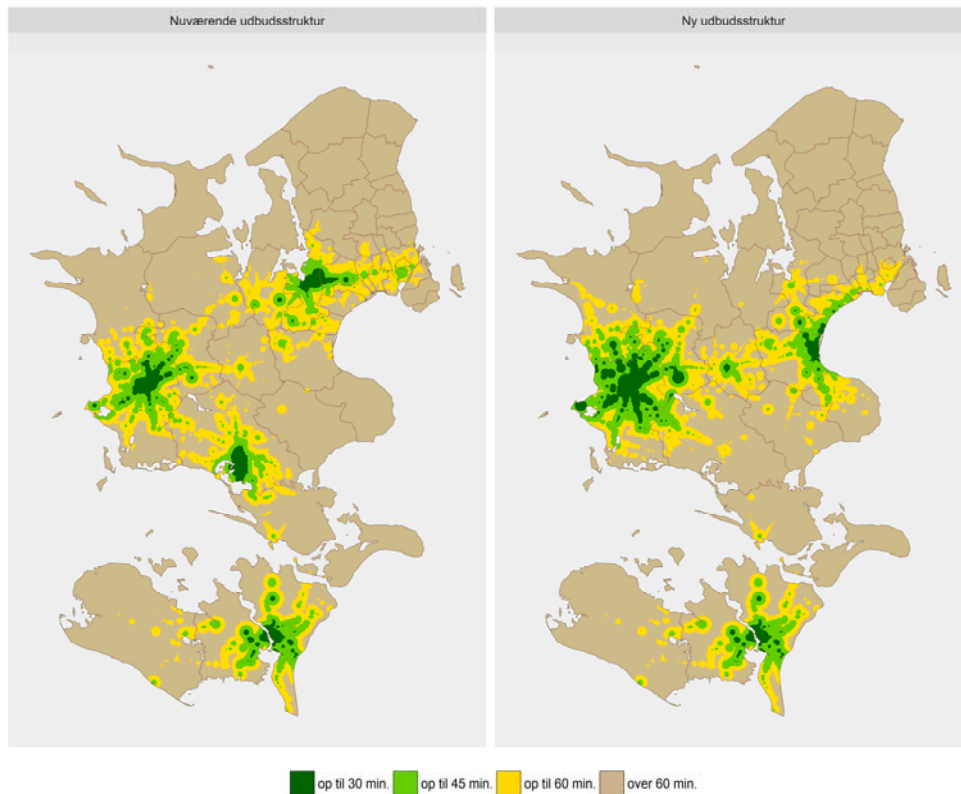 Nuværende udbudsstruktur
Ny udbudsstruktur
op til 30 min.
op til 45 min.
op til 60 min.
over 60 min.